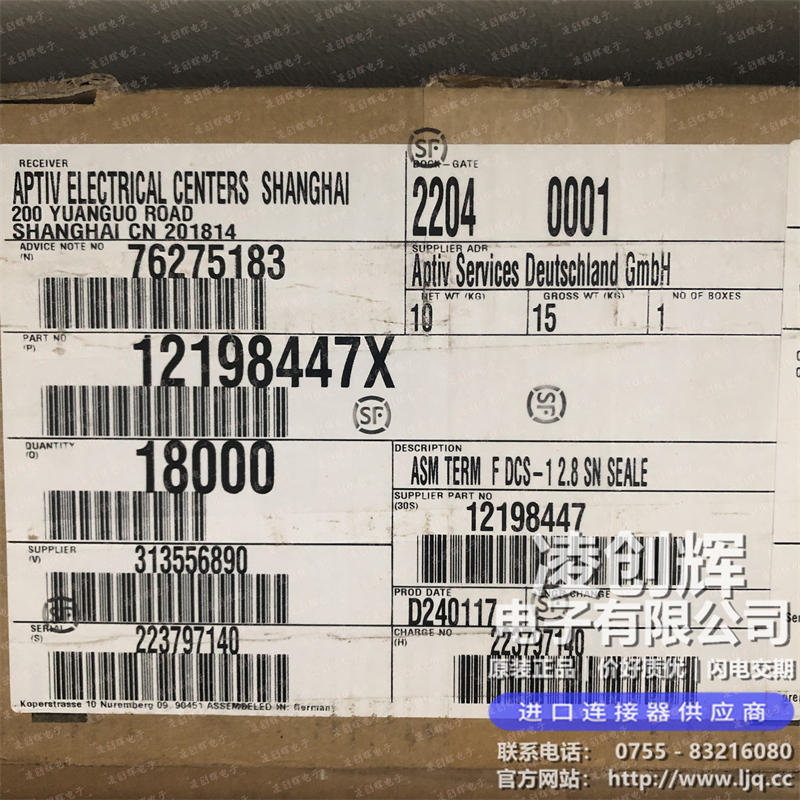 RECEIVER
APTIV ELECTRICAL CENTERS SHANGHAI
200 YUANGUO ROAD
SHANGHAI CN 201814
DOCK-GATE
2204 0001
ADVICE NOTE NO
(N)
76275183
SUPPLIER ADR
Aptiv Services Deutschland GmbH
NET WT (KG)
10
GROSS WT (KG)
15
NO OF BOXES
1
PART NO
(P)
12198447X
QUANTITY
(Q)
18000
DESCRIPTION
ASM TERM F DCS-1 2.8 SN SEALE
SUPPLIER PART NO
(30S)
12198447
SUPPLIER
(V)
313556890
PROD DATE
D240117
SERIAL
(S)
223797140
CHARGE NO
(H)
223797140
Koperstrasse 10 Nuremberg 09, 90451 ASSEMBLED IN: Germany
SF
SF
SF
SF
凌创辉
电子有限公司
原装正品 | 价好质优 | 闪电交期
进口连接器供应商
联系电话： 0755 - 83216080
官方网站：http://www.ljq.cc